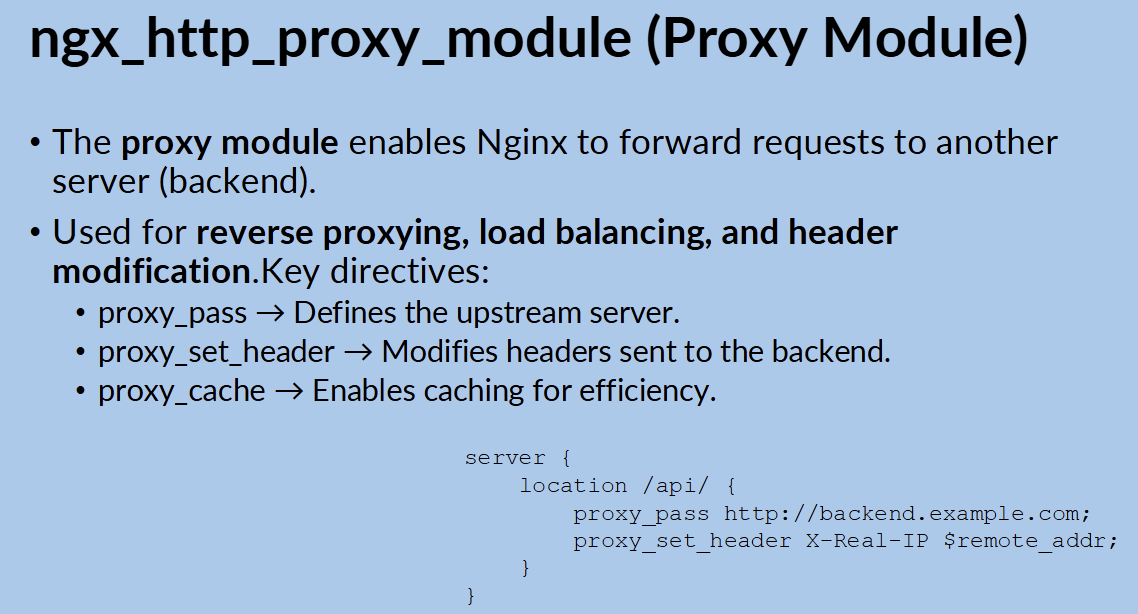 ngx_http_proxy_module (Proxy Module)
• The proxy module enables Nginx to forward requests to another
server (backend).
• Used for reverse proxying, load balancing, and header
modification.Key directives:
• proxy_pass → Defines the upstream server.
• proxy_set_header → Modifies headers sent to the backend.
• proxy_cache → Enables caching for efficiency.
server {
    location /api/ {
        proxy_pass http://backend.example.com;
        proxy_set_header X-Real-IP $remote_addr;
    }
}